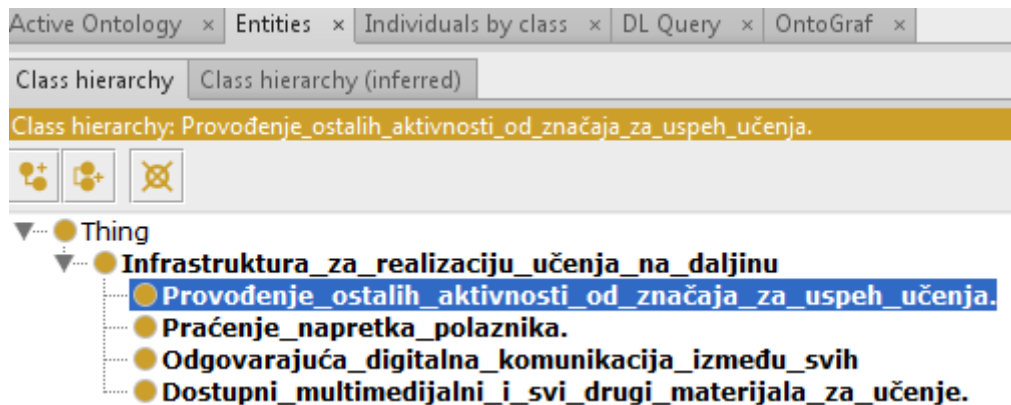 Active Ontology × Entities × Individuals by class × DL Query × OntoGraf ×
Class hierarchy Class hierarchy (inferred)
Class hierarchy: Provođenje_ostalih_aktivnosti_od_značaja_za_uspeh_učenja.
Thing
Infrastruktura_za_realizaciju_učenja_na_daljinu
Provođenje_ostalih_aktivnosti_od_značaja_za_uspeh_učenja.
Praćenje_napretka_polaznika.
Odgovarajuća_digitalna_komunikacija_između_svih
Dostupni_multimedijalni_i_svi_drugi_materijala_za_učenje.